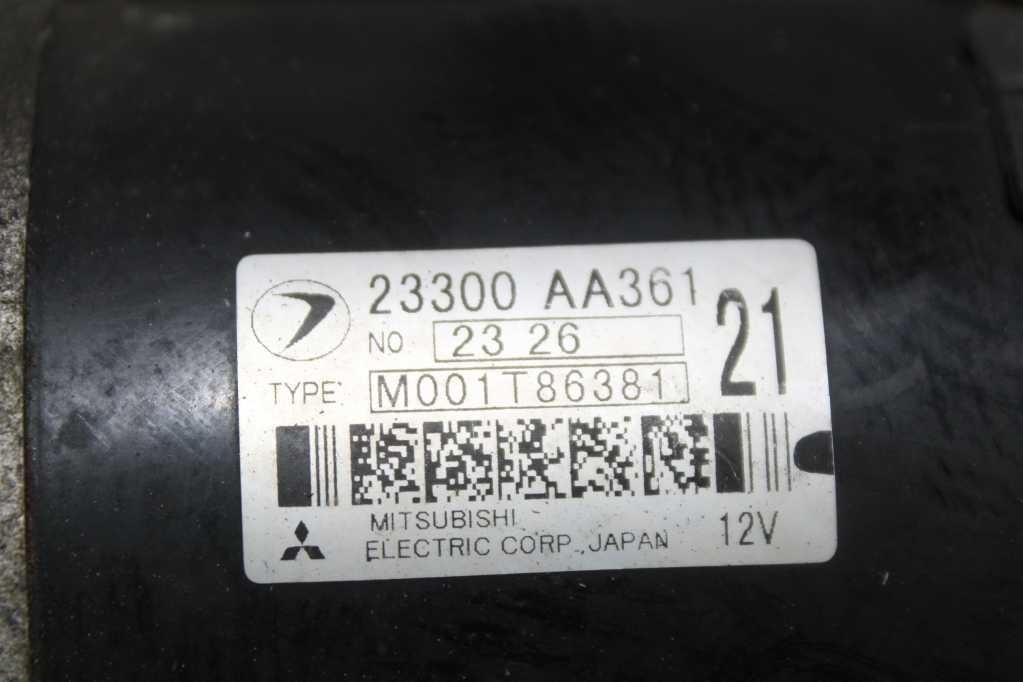 23300 AA361
NO 23 26
21
TYPE M001T86381
MITSUBISHI
ELECTRIC CORP., JAPAN
12V